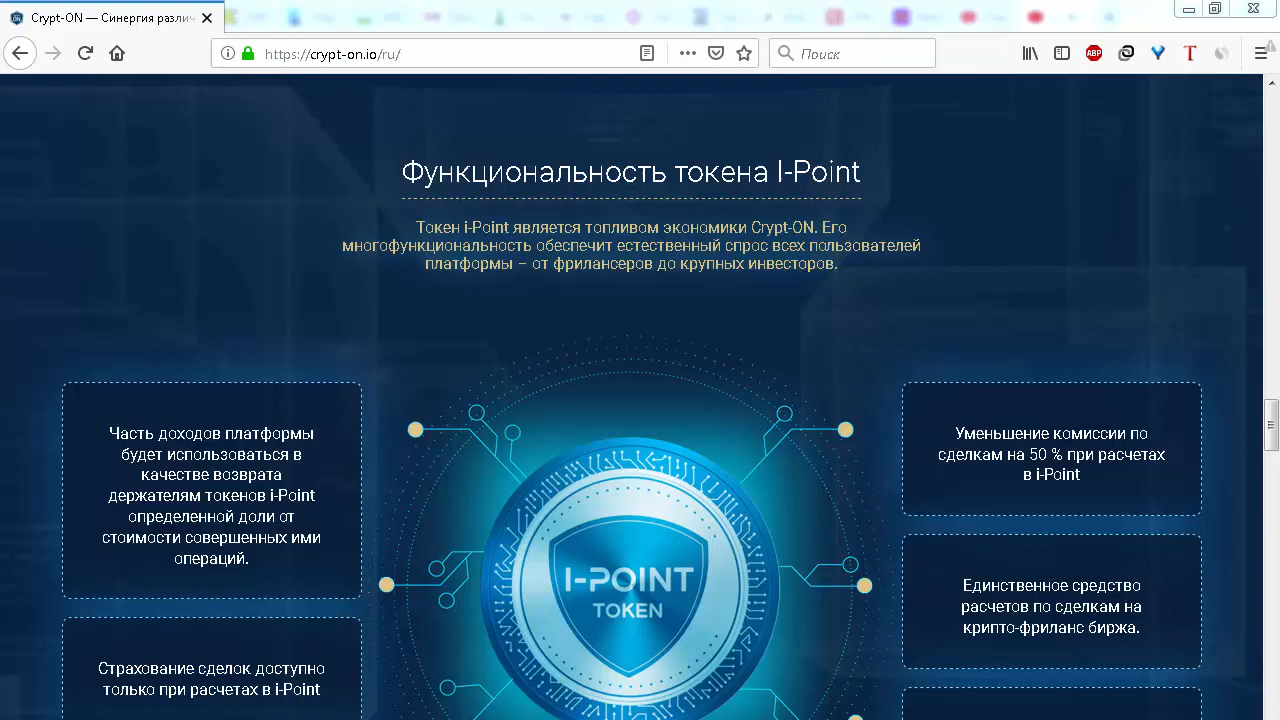 Crypt-ON — Синергия различ
https://crypt-on.io/ru/
Поиск
ABP
T
Функциональность токена I-Point
Токен i-Point является топливом экономики Crypt-ON. Его
многофункциональность обеспечит естественный спрос всех пользователей
платформы – от фрилансеров до крупных инвесторов.
Часть доходов платформы
будет использоваться в
качестве возврата
держателям токенов i-Point
определенной доли от
стоимости совершенных ими
операций.
Страхование сделок доступно
только при расчетах в i-Point
I-POINT
TOKEN
Уменьшение комиссии по
сделкам на 50 % при расчетах
в i-Point
Единственное средство
расчетов по сделкам на
крипто-фриланс биржа.